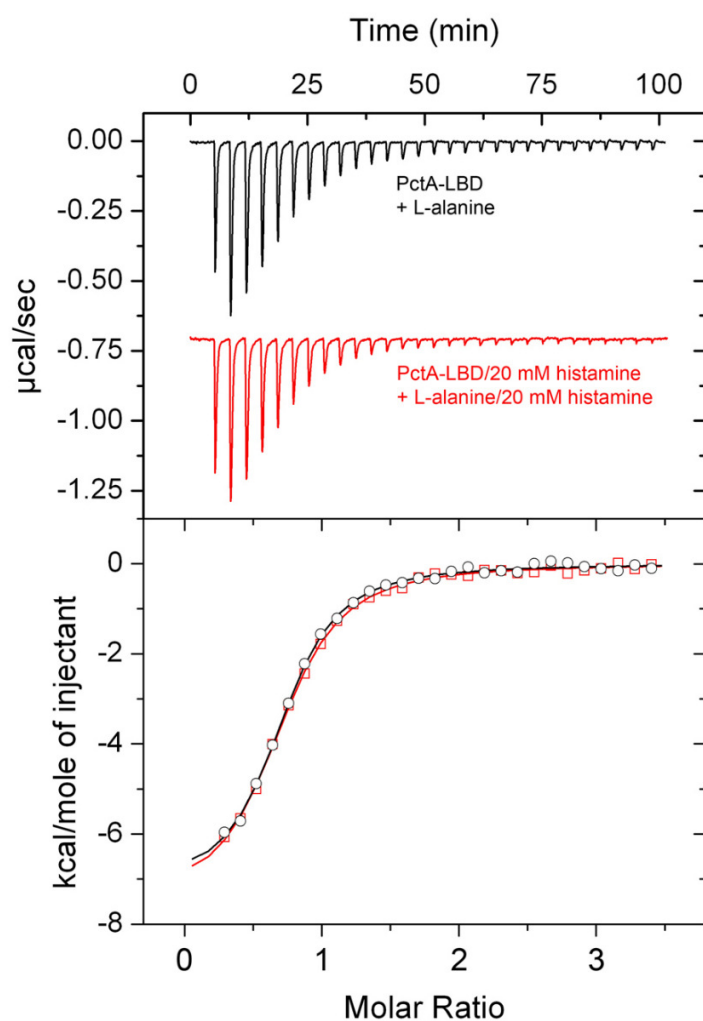 Time (min)
0 25 50 75 100
0.00
-0.25
-0.50
-0.75
-1.00
-1.25
µcal/sec
PctA-LBD
+ L-alanine
PctA-LBD/20 mM histamine
+ L-alanine/20 mM histamine
0
-2
-4
-6
-8
kcal/mole of injectant
0 1 2 3
Molar Ratio